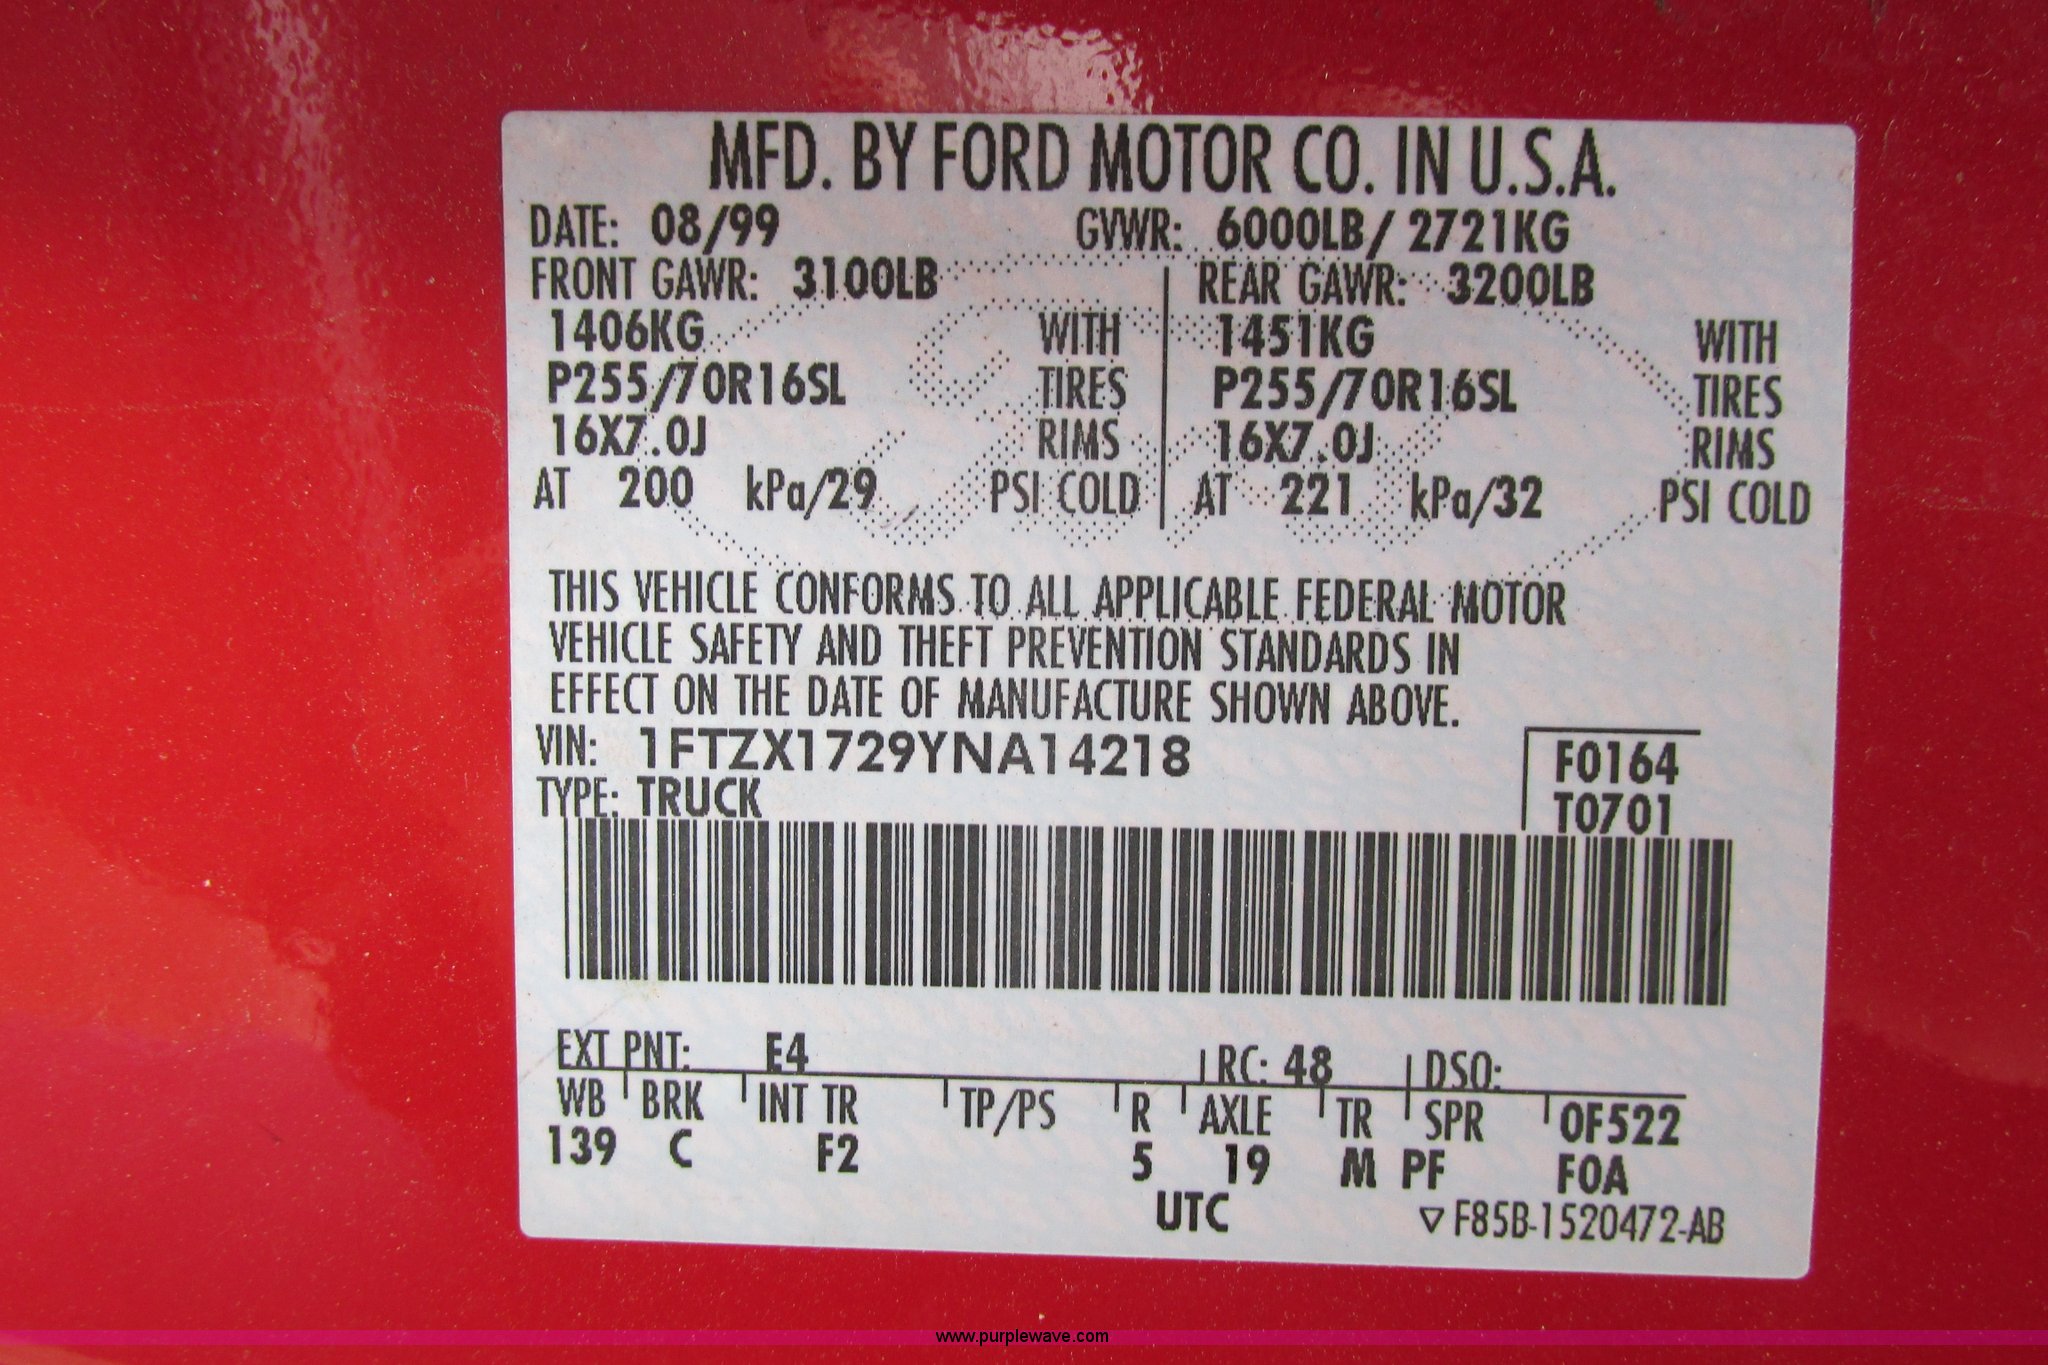 MFD. BY FORD MOTOR CO. IN U.S.A.
DATE: 08/99 GVWR: 6000LB/ 2721KG
FRONT GAWR: 3100LB REAR GAWR: 3200LB
1406KG WITH 1451KG WITH
P255/70R16SL TIRES P255/70R16SL TIRES
16X7.0J RIMS 16X7.0J RIMS
AT 200 kPa/29 PSI COLD AT 221 kPa/32 PSI COLD
THIS VEHICLE CONFORMS TO ALL APPLICABLE FEDERAL MOTOR
VEHICLE SAFETY AND THEFT PREVENTION STANDARDS IN
EFFECT ON THE DATE OF MANUFACTURE SHOWN ABOVE.
VIN: 1FTZX1729YNA14218 F0164
TYPE: TRUCK T0701
EXT PNT: E4 RC: 48 DSO:
WB BRK INT TR TP/PS R AXLE TR SPR 0F522
139 C F2 5 19 M PF F0A
UTC ▽ F85B-1520472-AB
www.purplewave.com